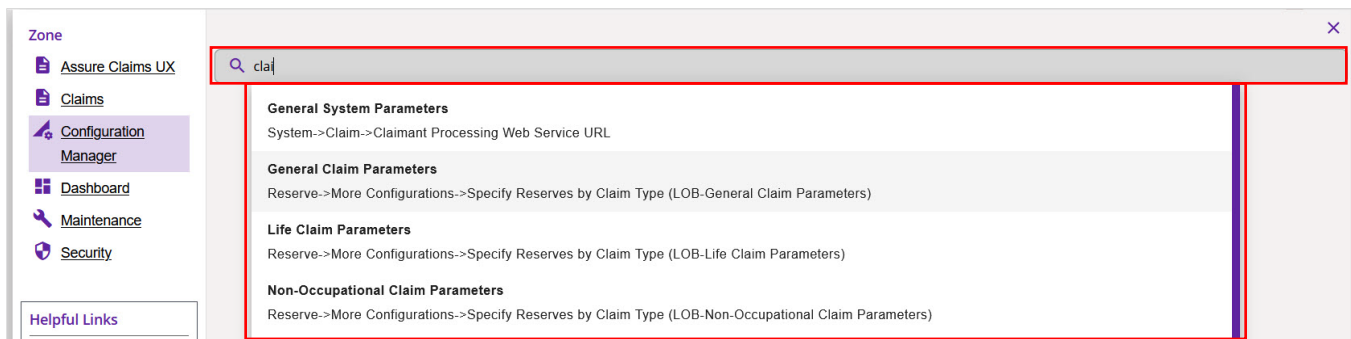 Zone
Assure Claims UX
Claims
Configuration
Manager
Dashboard
Maintenance
Security
Helpful Links
clai
General System Parameters
System->Claim->Claimant Processing Web Service URL
General Claim Parameters
Reserve->More Configurations->Specify Reserves by Claim Type (LOB-General Claim Parameters)
Life Claim Parameters
Reserve->More Configurations->Specify Reserves by Claim Type (LOB-Life Claim Parameters)
Non-Occupational Claim Parameters
Reserve->More Configurations->Specify Reserves by Claim Type (LOB-Non-Occupational Claim Parameters)